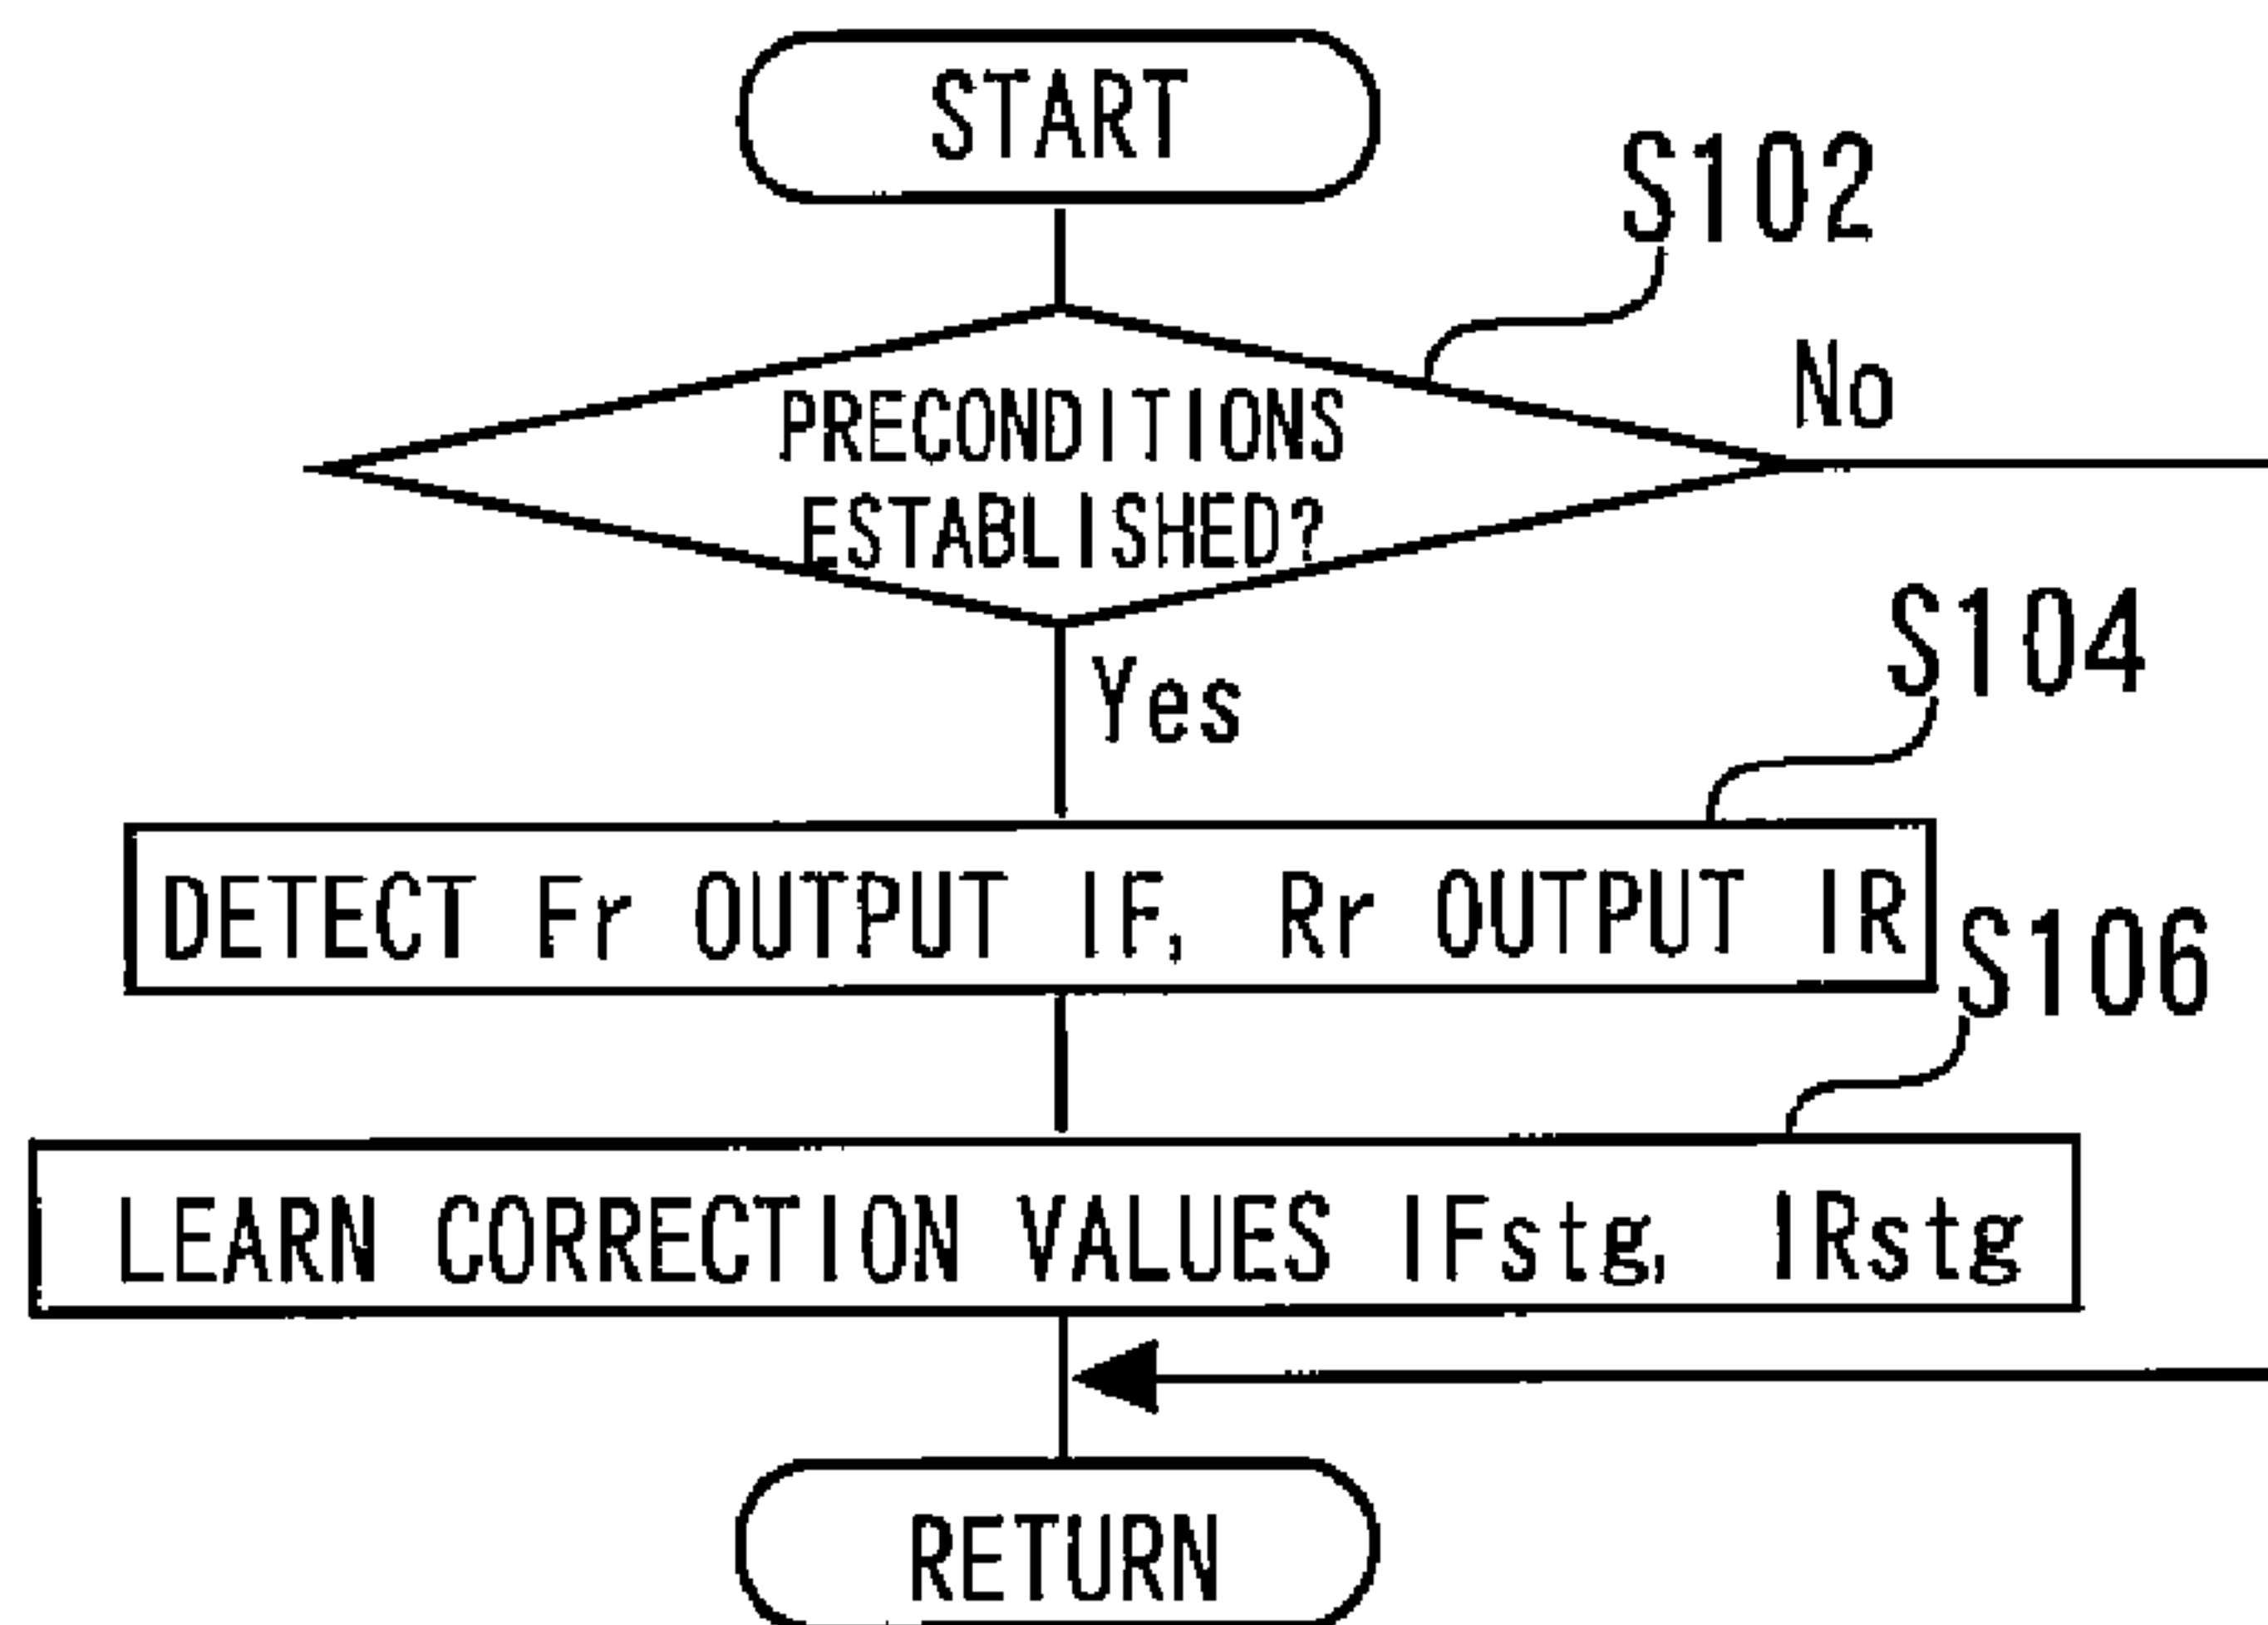 START
S102
No
PRECONDITIONS
ESTABLISHED?
Yes
S104
DETECT Fr OUTPUT IF, Rr OUTPUT IR
S106
LEARN CORRECTION VALUES IFstg, IRstg
RETURN